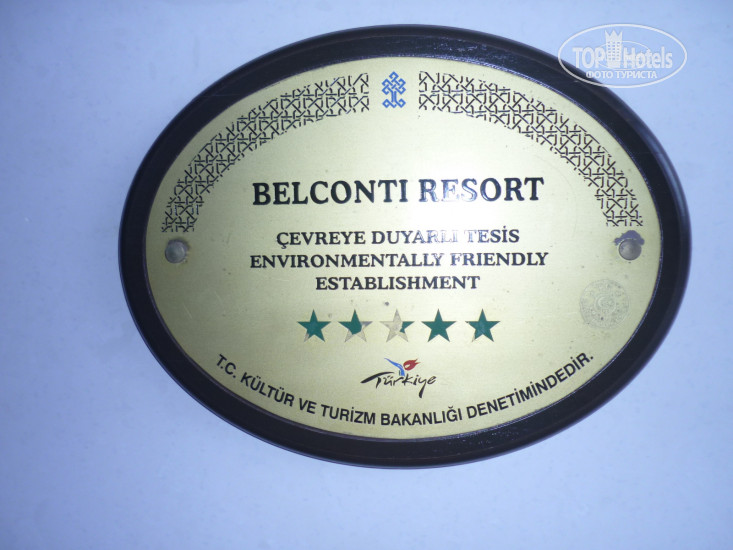 TOP Hotels
ФОТО ТУРИСТА
BELCONTI RESORT
ÇEVREYE DUYARLI TESIS
ENVIRONMENTALLY FRIENDLY
ESTABLISHMENT
Türkiye
T.C. KÜLTÜR VE TURİZM BAKANLIĞI DENETİMİNDEDİR.